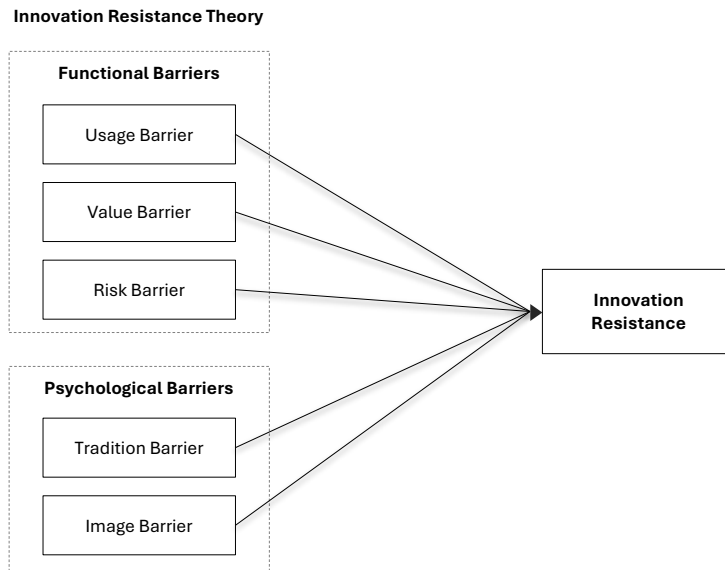 Innovation Resistance Theory
Functional Barriers
Usage Barrier
Value Barrier
Risk Barrier
Innovation
Resistance
Psychological Barriers
Tradition Barrier
Image Barrier